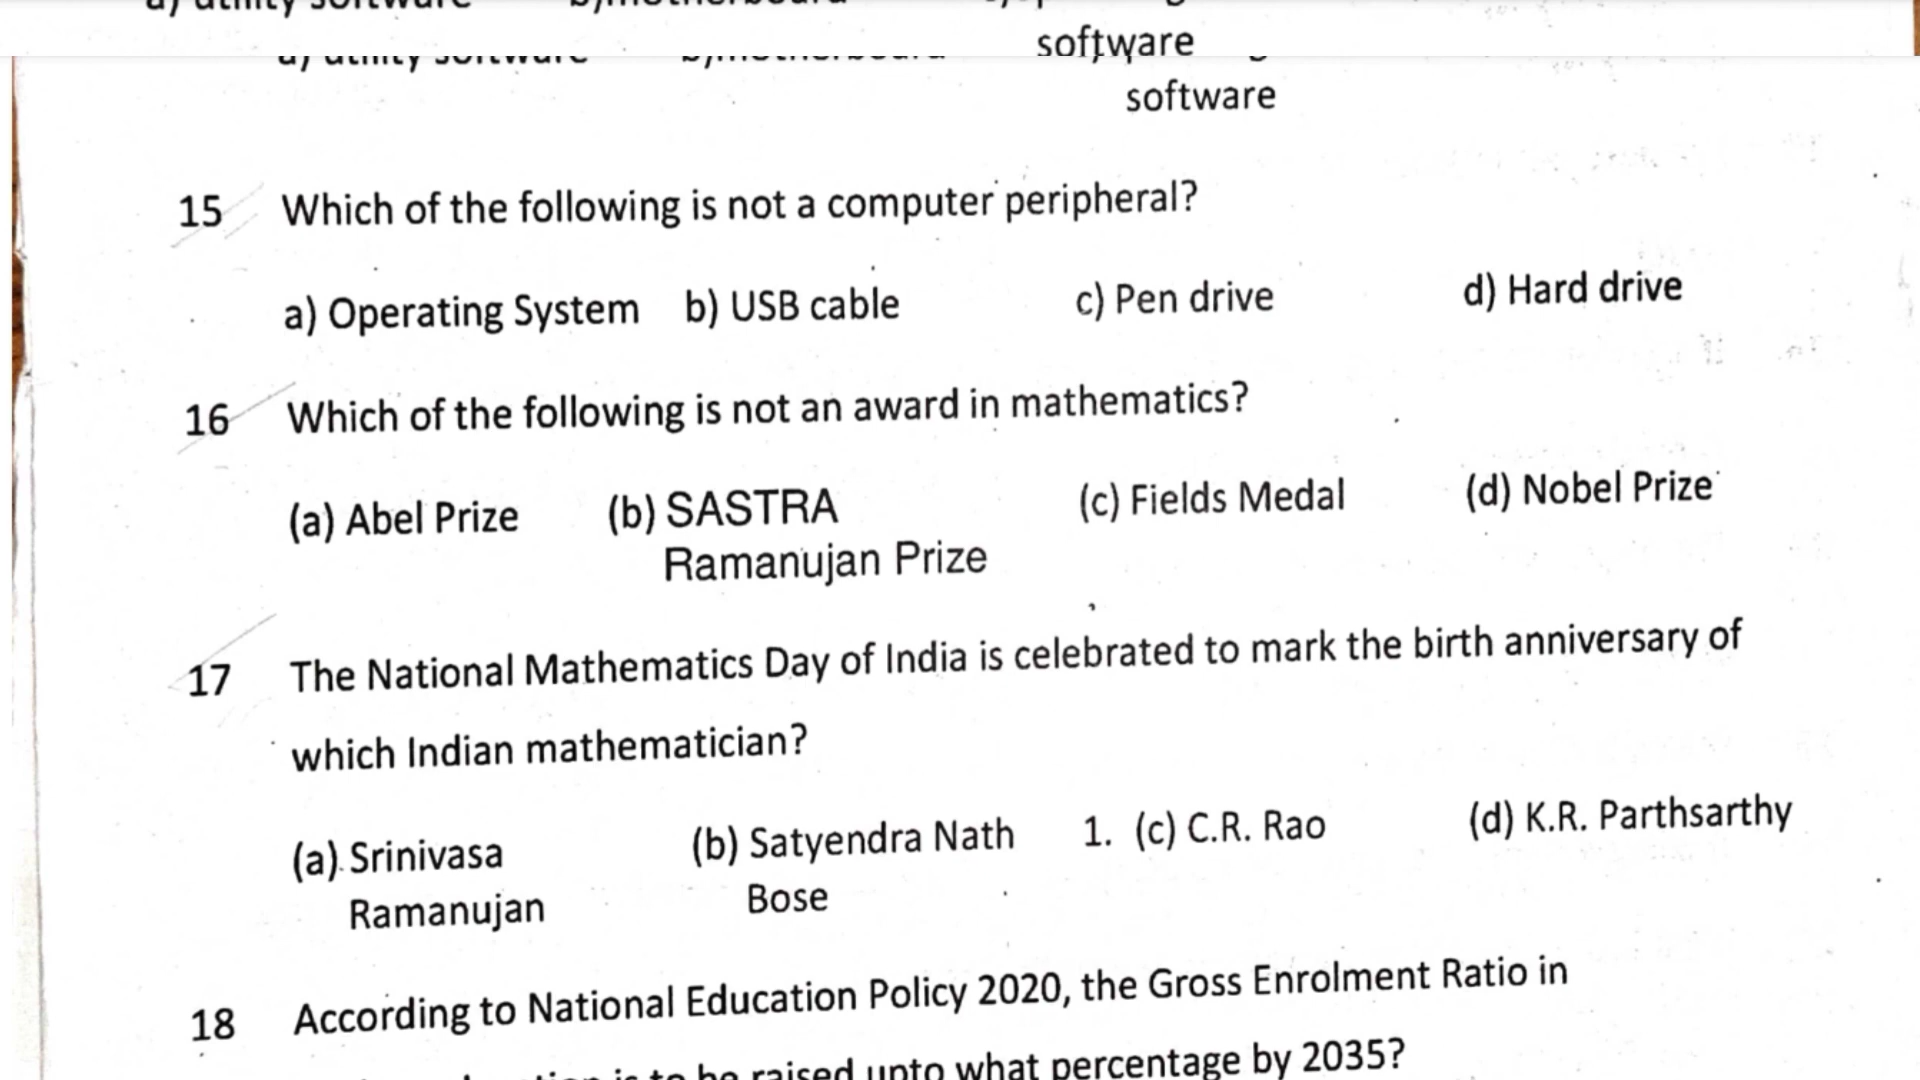 a) utility software
software
a) utility software
software
15 Which of the following is not a computer peripheral?
a) Operating System b) USB cable c) Pen drive d) Hard drive
16 Which of the following is not an award in mathematics?
(a) Abel Prize (b) SASTRA (c) Fields Medal (d) Nobel Prize
Ramanujan Prize
17 The National Mathematics Day of India is celebrated to mark the birth anniversary of
which Indian mathematician?
(a) Srinivasa (b) Satyendra Nath 1. (c) C.R. Rao (d) K.R. Parthsarthy
Ramanujan Bose
18 According to National Education Policy 2020, the Gross Enrolment Ratio in
is to be raised upto what percentage by 2035?